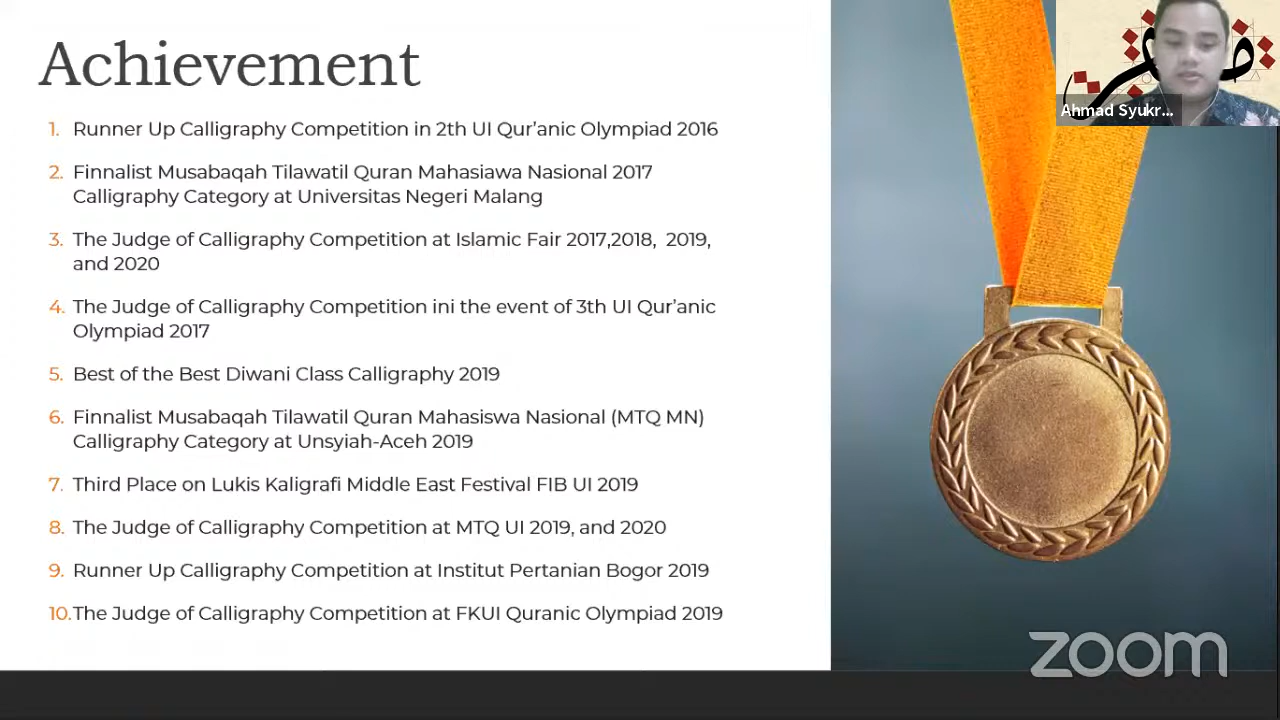 Achievement
1. Runner Up Calligraphy Competition in 2th UI Qur’anic Olympiad 2016
2. Finnalist Musabaqah Tilawatil Quran Mahasiawa Nasional 2017
Calligraphy Category at Universitas Negeri Malang
3. The Judge of Calligraphy Competition at Islamic Fair 2017,2018, 2019,
and 2020
4. The Judge of Calligraphy Competition ini the event of 3th UI Qur’anic
Olympiad 2017
5. Best of the Best Diwani Class Calligraphy 2019
6. Finnalist Musabaqah Tilawatil Quran Mahasiswa Nasional (MTQ MN)
Calligraphy Category at Unsyiah-Aceh 2019
7. Third Place on Lukis Kaligrafi Middle East Festival FIB UI 2019
8. The Judge of Calligraphy Competition at MTQ UI 2019, and 2020
9. Runner Up Calligraphy Competition at Institut Pertanian Bogor 2019
10. The Judge of Calligraphy Competition at FKUI Quranic Olympiad 2019
Ahmad Syukr...
zoom